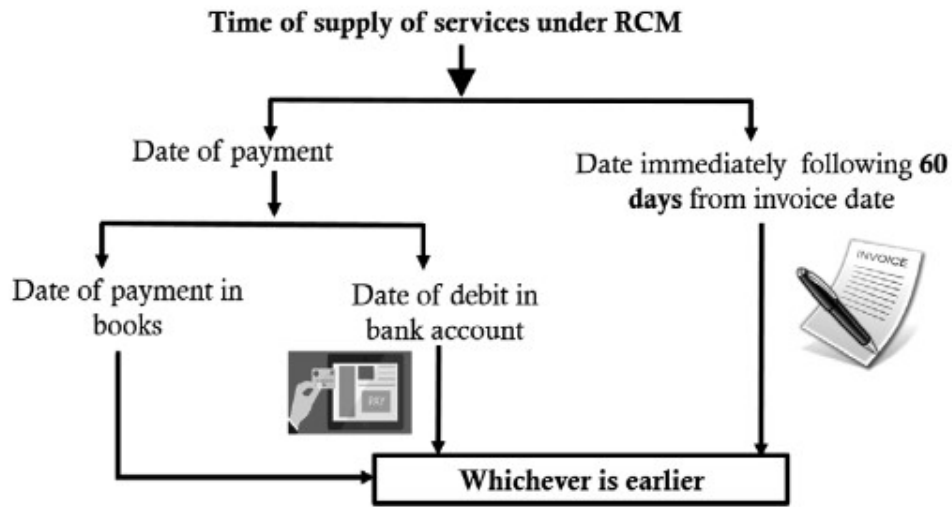 Time of supply of services under RCM
Date of payment
Date immediately following 60
days from invoice date
Date of payment in
books
Date of debit in
bank account
INVOICE
PAY
Whichever is earlier